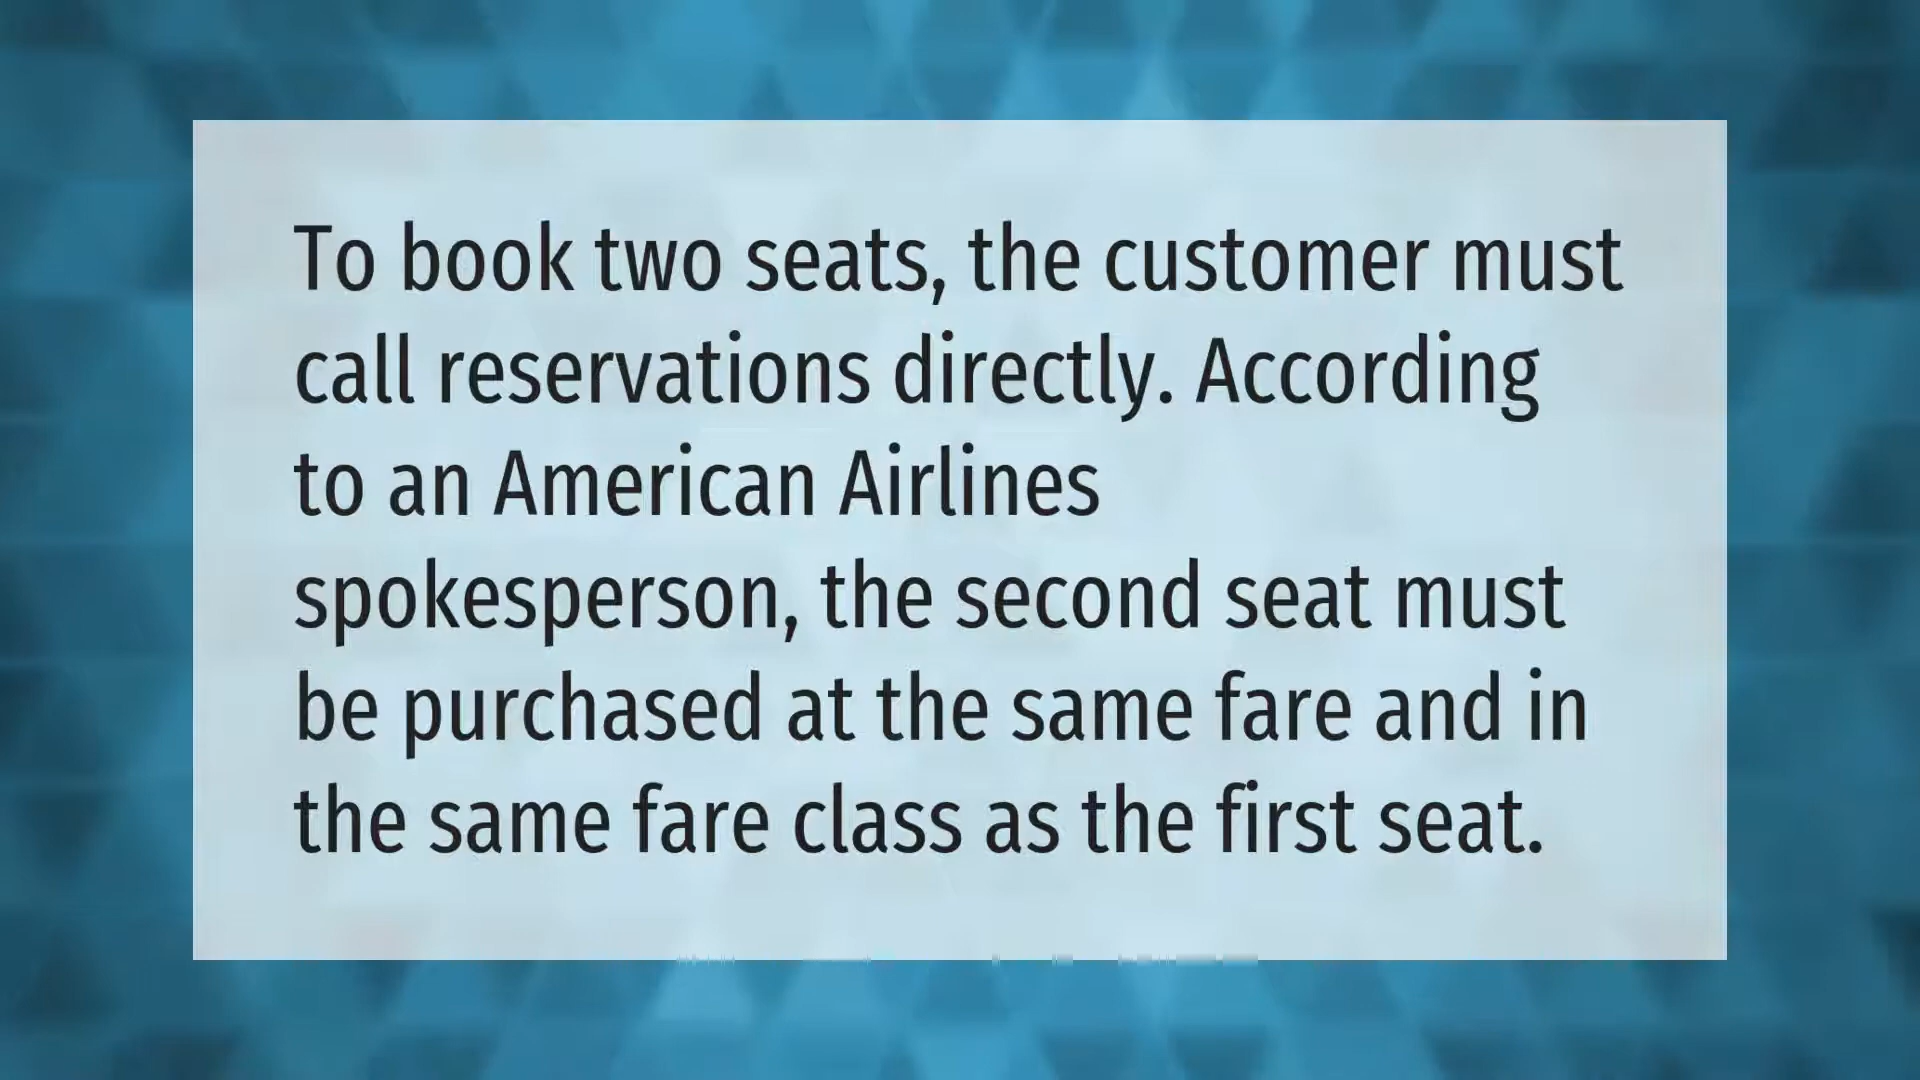 To book two seats, the customer must
call reservations directly. According
to an American Airlines
spokesperson, the second seat must
be purchased at the same fare and in
the same fare class as the first seat.